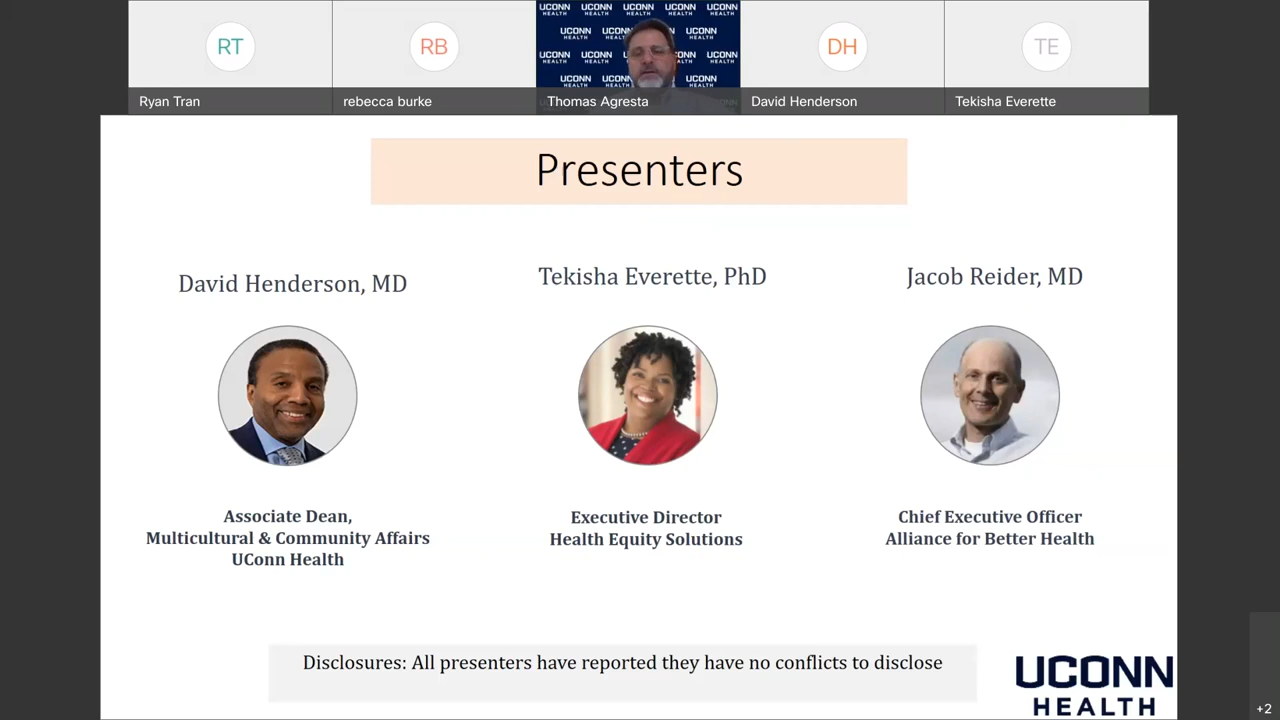 RT
RB
DH
TE
UCONN HEALTH
Ryan Tran
rebecca burke
Thomas Agresta
David Henderson
Tekisha Everette
Presenters
David Henderson, MD
Tekisha Everette, PhD
Jacob Reider, MD
Associate Dean,
Multicultural & Community Affairs
UConn Health
Executive Director
Health Equity Solutions
Chief Executive Officer
Alliance for Better Health
Disclosures: All presenters have reported they have no conflicts to disclose
UCONN
HEALTH
+2